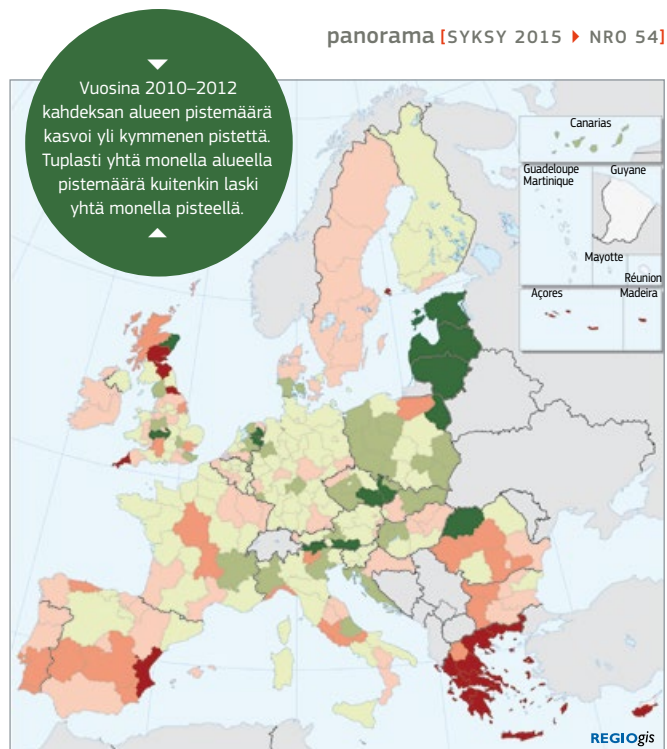 panorama [SYKSY 2015 ▶ NRO 54]
Vuosina 2010–2012
kahdeksan alueen pistemäärä
kasvoi yli kymmenen pistettä.
Tuplasti yhtä monella alueella
pistemäärä kuitenkin laski
yhtä monella pisteellä.
Canarias
Guadeloupe
Martinique
Guyane
Mayotte
Réunion
Açores
Madeira
REGIOgis